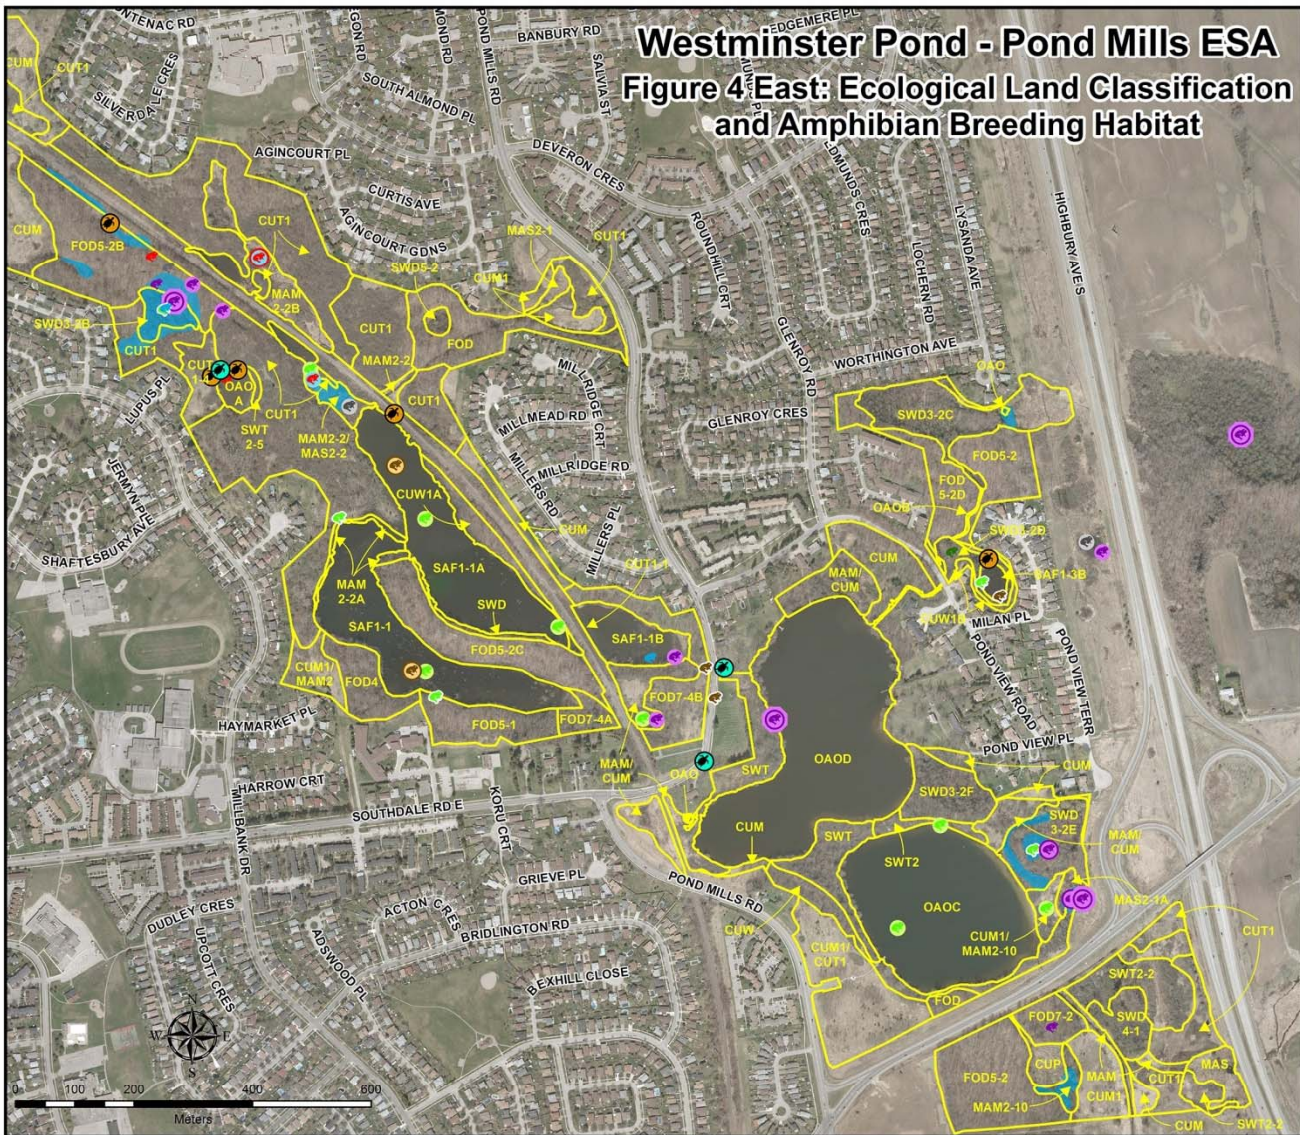 Westminster Pond - Pond Mills ESA
Figure 4 East: Ecological Land Classification
and Amphibian Breeding Habitat
BANBURY RD
POND MILLS RD
SALVIA ST
SOUTH ALMOND PL
SILVERDALE CRES
CUM/
CUT1
AGINCOURT PL
CURTIS AVE
AGINCOURT GDNS
DEVERON CRES
ROUNDHILL CRT
LYSANDA AVE
LOCHERN RD
HIGHBURY AVE S
CUT1
CUM
FOD5-2B
MAS2-1
CUT1
SWD5-2
CUM1
MAM
2-2B
SWD3-2B
CUT1
CUT1
FOD
MAM2-2
CUT1
LUPUS PL
OAO
A
CUT1
SWT
2-5
MAM2-2/
MAS2-2
MILLRIDGE CRT
MILLMEAD RD
MILLRIDGE RD
MILLERS RD
MILLERS PL
GLENROY RD
GLENROY CRES
WORTHINGTON AVE
OAO
SWD3-2C
FOD5-2
FOD
5-2D
OAOB
JERMYN PL
SHAFTESBURY AVE
CUW1A
CUM
SAF1-1A
CUT1-1
MAM
2-2A
SWD
SAF1-1
FOD5-2C
SAF1-1B
CUM1/
MAM2
FOD4
FOD5-1
FOD7-4A
FOD7-4B
MAM/
CUM
CUM
SAF1-3B
MILAN PL
POND VIEW ROAD
POND VIEW TERR
POND VIEW PL
HAYMARKET PL
HARROW CRT
MILLBANK DR
SOUTHDALE RD E
KORU CRT
MAM/
CUM
OAO
SWT
OAOD
CUM
SWD3-2F
CUM
SWD
3-2E
MAM/
CUM
SWT
SWT2
MAS2-1A
OAOC
CUM1/
MAM2-10
CUW
CUM1/
CUT1
FOD
GRIEVE PL
POND MILLS RD
DUDLEY CRES
ACTON CRES
BRIDLINGTON RD
UPCOTT CRES
ADSWOOD PL
BEXHILL CLOSE
CUT1
SWT2-2
FOD7-2
SWD
4-1
FOD5-2
CUP
MAM
CUM1
CUT1
MAS
MAM2-10
CUM
SWT2-2
N
W E
S
0 100 200 400 600
Meters